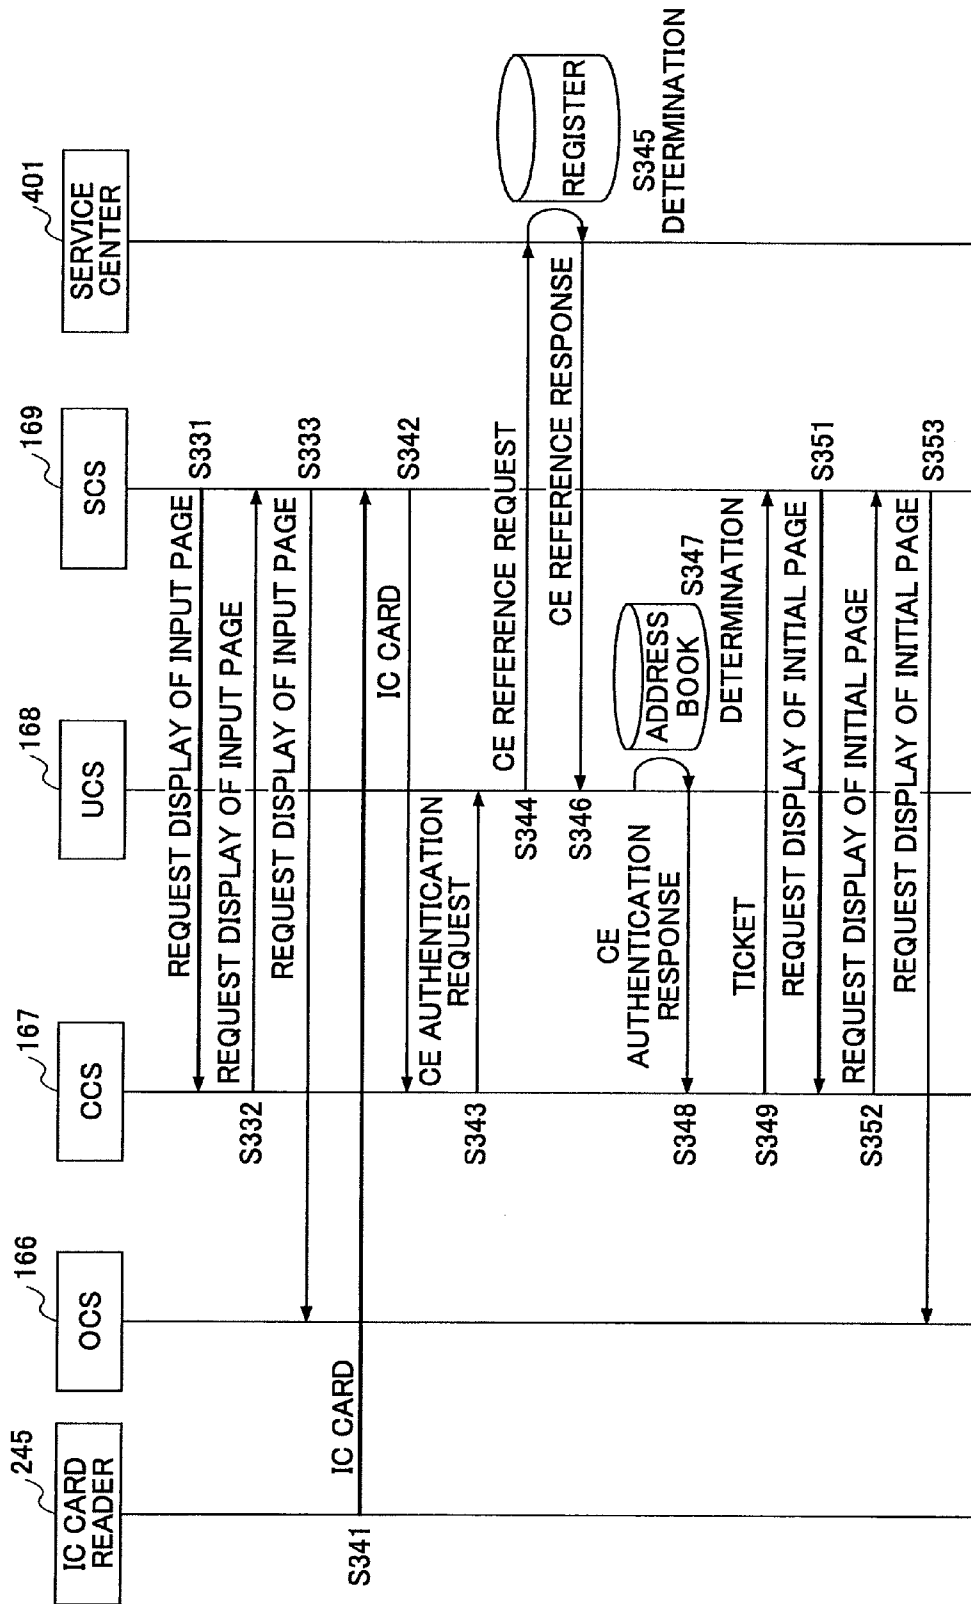 IC CARD
READER
245
OCS
166
CCS
167
UCS
168
SCS
169
SERVICE
CENTER
401
REQUEST DISPLAY OF INPUT PAGE
S331
S332
REQUEST DISPLAY OF INPUT PAGE
REQUEST DISPLAY OF INPUT PAGE
S333
S341
IC CARD
IC CARD
S342
CE AUTHENTICATION
REQUEST
S343
S344
CE REFERENCE REQUEST
REGISTER
S345
DETERMINATION
S346
CE REFERENCE RESPONSE
ADDRESS
BOOK
S347
DETERMINATION
CE
AUTHENTICATION
RESPONSE
S348
S349
TICKET
REQUEST DISPLAY OF INITIAL PAGE
S351
S352
REQUEST DISPLAY OF INITIAL PAGE
REQUEST DISPLAY OF INITIAL PAGE
S353